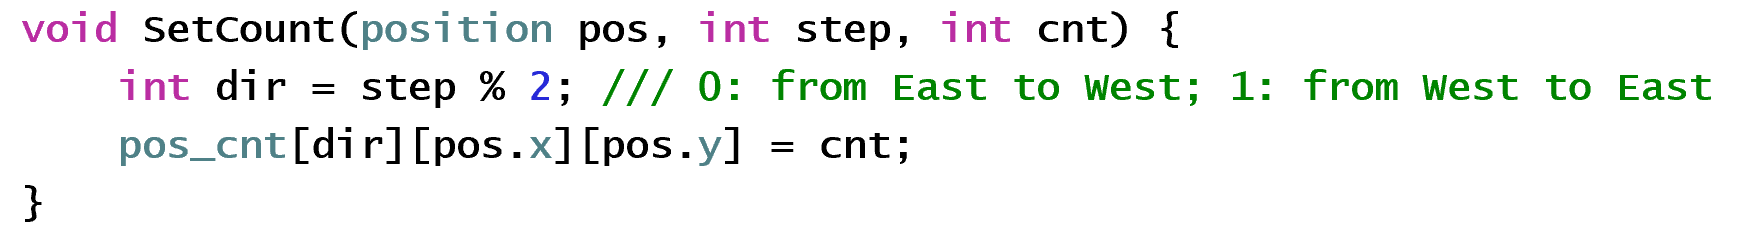 void SetCount(position pos, int step, int cnt) {
    int dir = step % 2; /// 0: from East to West; 1: from West to East
    pos_cnt[dir][pos.x][pos.y] = cnt;
}